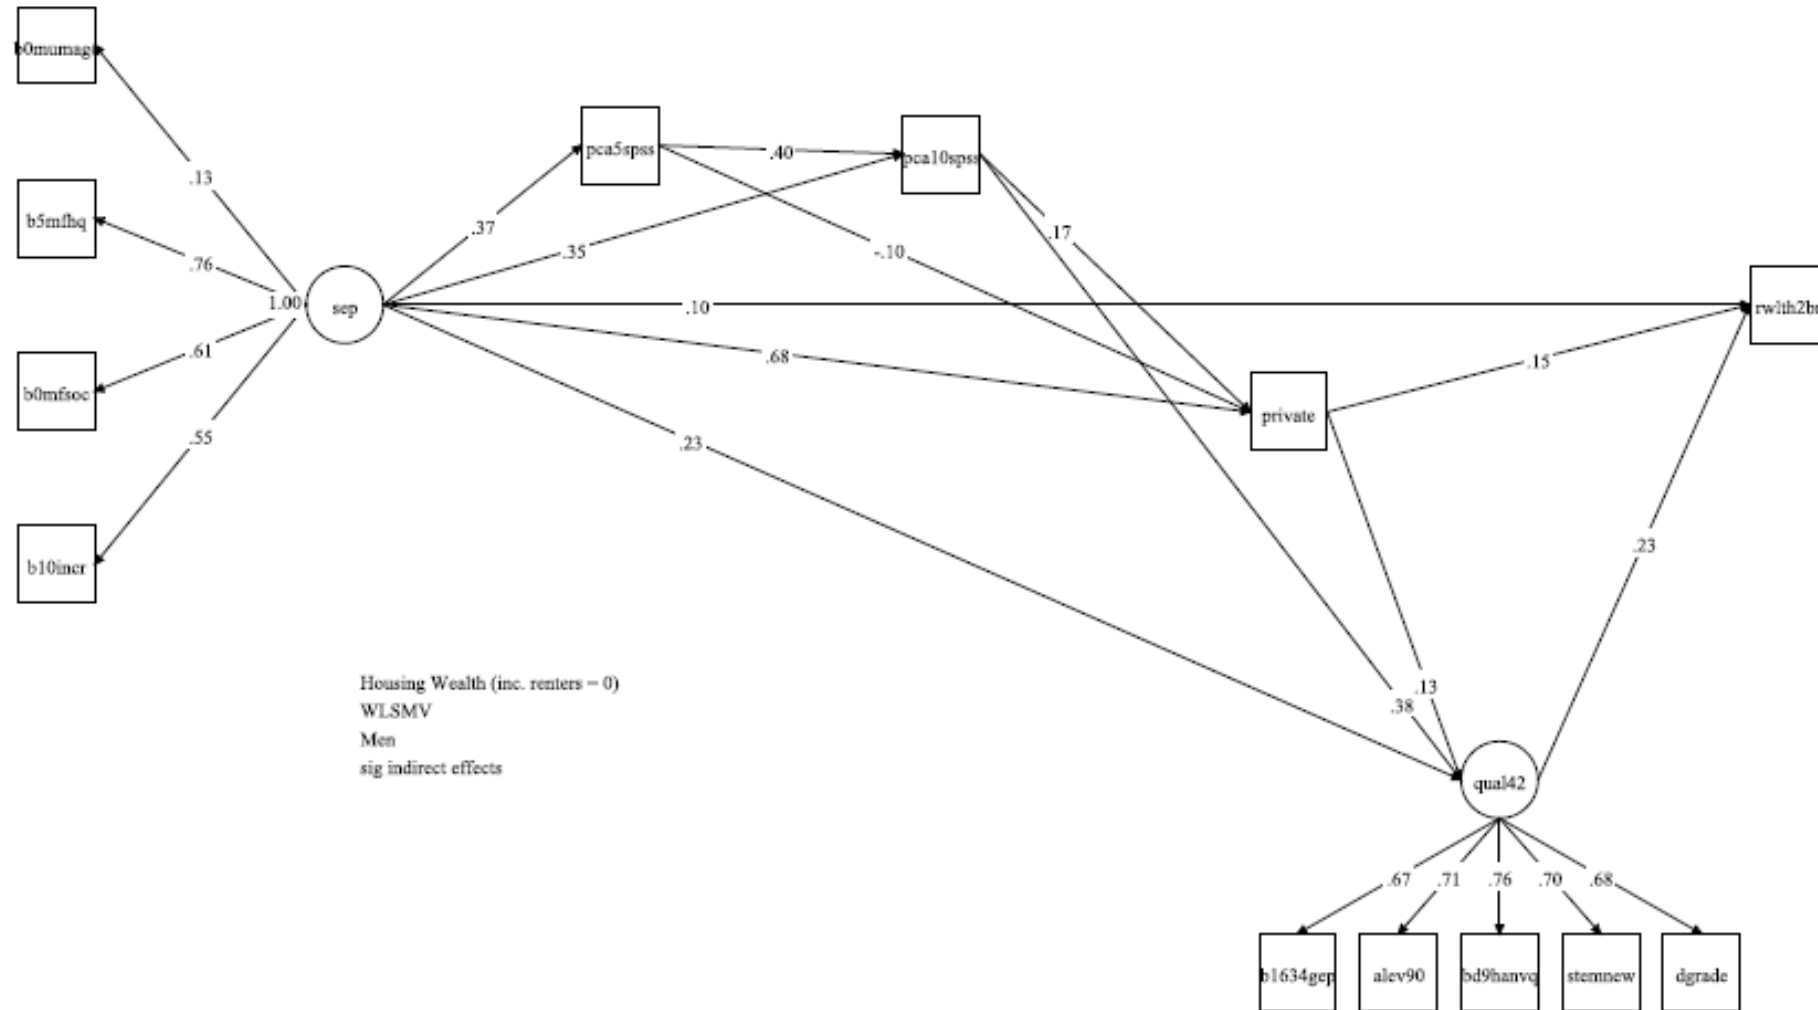 b0mumag
.13
b5mfhq
.76
1.00
sep
b0mfsoc
.61
b10incr
.55
pca5spss
.37
.40
pca10spss
.35
-.10
.17
.10
.68
.23
private
.15
rwlth2b
.13
.38
.23
qual42
Housing Wealth (inc. renters = 0)
WLSMV
Men
sig indirect effects
.67
.71
.76
.70
.68
b1634gep
alev90
bd9hanvq
stemnew
dgrade